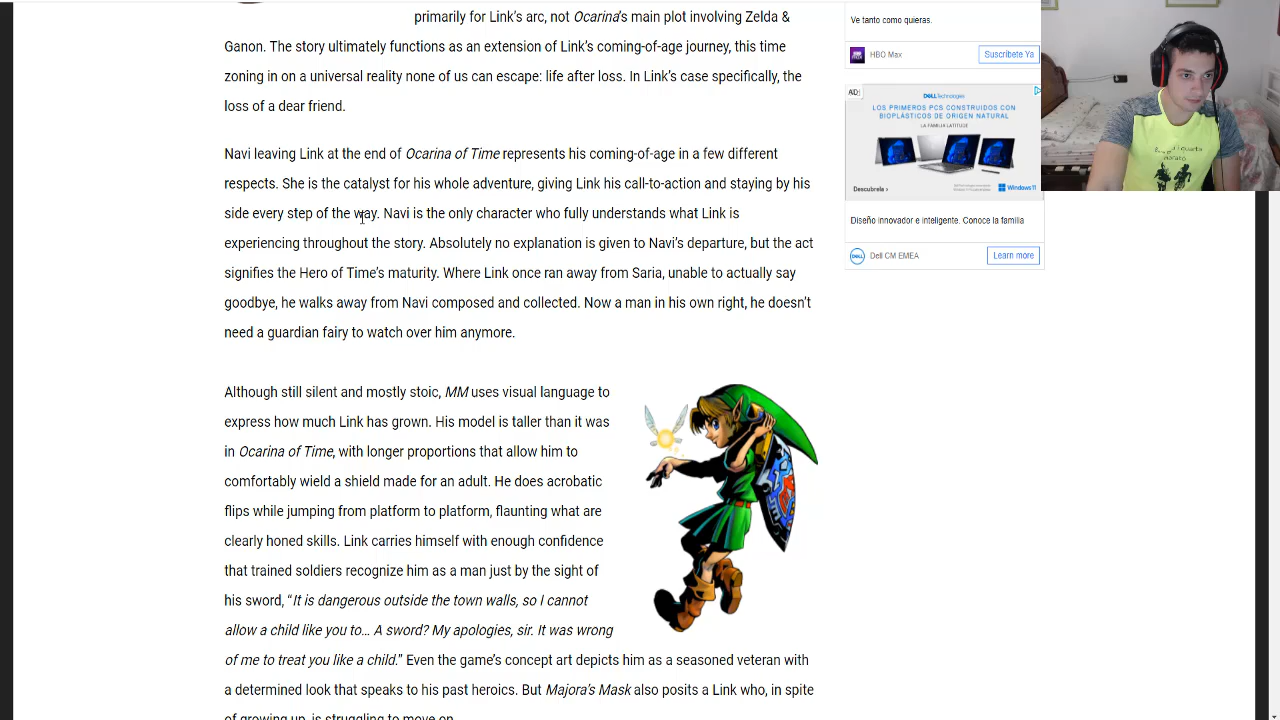 primarily for Link's arc, not Ocarina's main plot involving Zelda &
Ganon. The story ultimately functions as an extension of Link's coming-of-age journey, this time
zoning in on a universal reality none of us can escape: life after loss. In Link's case specifically, the
loss of a dear friend.
Navi leaving Link at the end of Ocarina of Time represents his coming-of-age in a few different
respects. She is the catalyst for his whole adventure, giving Link his call-to-action and staying by his
side every step of the way. Navi is the only character who fully understands what Link is
experiencing throughout the story. Absolutely no explanation is given to Navi's departure, but the act
signifies the Hero of Time's maturity. Where Link once ran away from Saria, unable to actually say
goodbye, he walks away from Navi composed and collected. Now a man in his own right, he doesn't
need a guardian fairy to watch over him anymore.
Although still silent and mostly stoic, MM uses visual language to
express how much Link has grown. His model is taller than it was
in Ocarina of Time, with longer proportions that allow him to
comfortably wield a shield made for an adult. He does acrobatic
flips while jumping from platform to platform, flaunting what are
clearly honed skills. Link carries himself with enough confidence
that trained soldiers recognize him as a man just by the sight of
his sword, "It is dangerous outside the town walls, so I cannot
allow a child like you to... A sword? My apologies, sir. It was wrong
of me to treat you like a child." Even the game's concept art depicts him as a seasoned veteran with
a determined look that speaks to his past heroics. But Majora's Mask also posits a Link who, in spite
of growing up, is struggling to move on.
Ve tanto como quieras.
HBO Max
Suscríbete Ya
AD
DELL Technologies
LOS PRIMEROS PCS CONSTRUIDOS CON
BIOPLÁSTICOS DE ORIGEN NATURAL
LA FAMILIA LATITUDE
Descubrela >
Windows 11
Diseño innovador e inteligente. Conoce la familia
DELL
Dell CM EMEA
Learn more